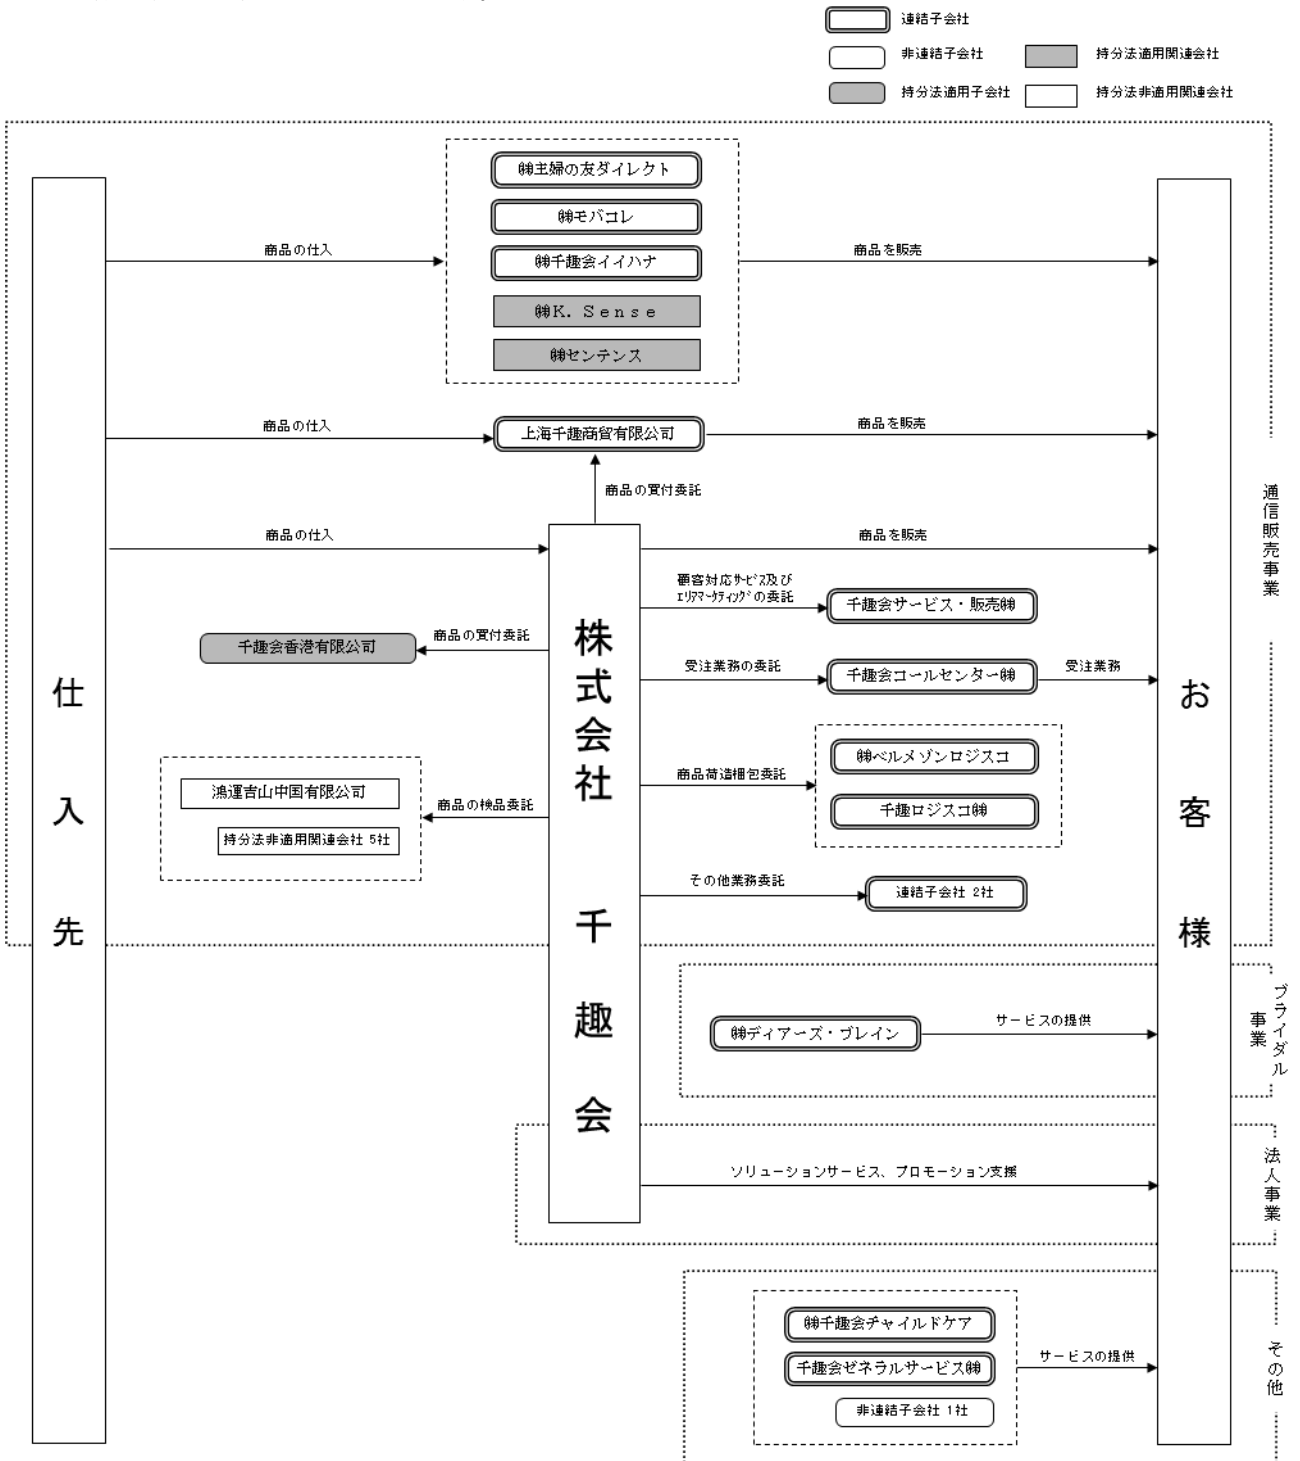 連結子会社
非連結子会社
持分法適用関連会社
持分法適用子会社
持分法非適用関連会社
㈱主婦の友ダイレクト
㈱モバコレ
商品の仕入
㈱千趣会イイハナ
商品を販売
㈱K. Sense
㈱センテンス
商品の仕入
上海千趣商貿有限公司
商品を販売
商品の買付委託
商品の仕入
商品を販売
顧客対応サービス及び
エリアマーケティングの委託
千趣会サービス・販売㈱
千趣会香港有限公司
商品の買付委託
受注業務の委託
千趣会コールセンター㈱
受注業務
㈱ベルメゾンロジスコ
商品荷造梱包委託
千趣ロジスコ㈱
鴻運吉山中国有限公司
持分法非適用関連会社 5社
商品の検品委託
その他業務委託
連結子会社 2社
仕入先
株式会社 千趣会
お客様
通信販売事業
㈱ディアーズ・ブレイン
サービスの提供
ブライダル
事業
ソリューションサービス、プロモーション支援
法人事業
㈱千趣会チャイルドケア
千趣会ゼネラルサービス㈱
非連結子会社 1社
サービスの提供
その他